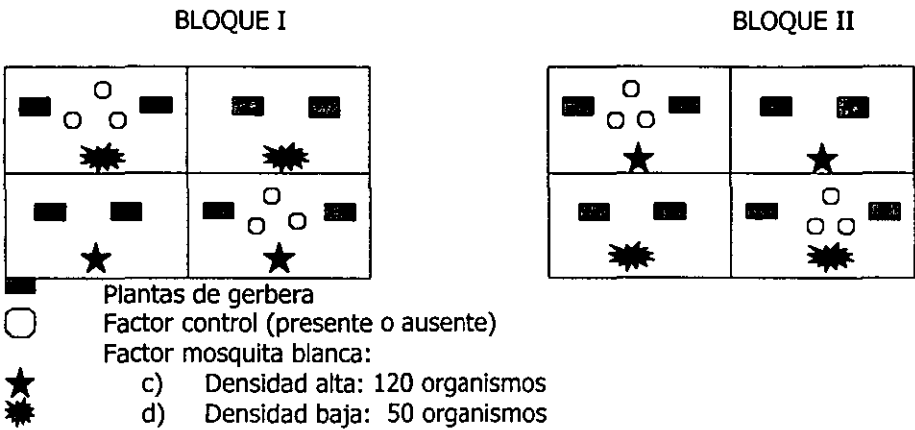 BLOQUE I
BLOQUE II
Plantas de gerbera
Factor control (presente o ausente)
Factor mosquita blanca:
c) Densidad alta: 120 organismos
d) Densidad baja: 50 organismos